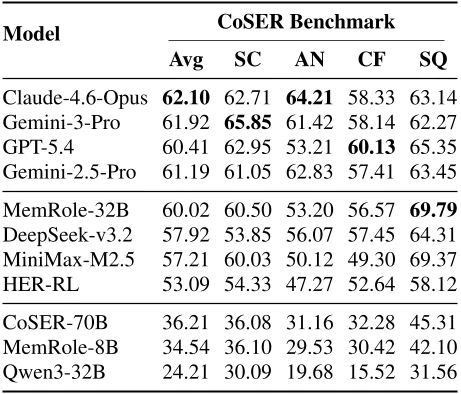 Model CoSER Benchmark
Avg SC AN CF SQ
Claude-4.6-Opus 62.10 62.71 64.21 58.33 63.14
Gemini-3-Pro 61.92 65.85 61.42 58.14 62.27
GPT-5.4 60.41 62.95 53.21 60.13 65.35
Gemini-2.5-Pro 61.19 61.05 62.83 57.41 63.45
MemRole-32B 60.02 60.50 53.20 56.57 69.79
DeepSeek-v3.2 57.92 53.85 56.07 57.45 64.31
MiniMax-M2.5 57.21 60.03 50.12 49.30 69.37
HER-RL 53.09 54.33 47.27 52.64 58.12
CoSER-70B 36.21 36.08 31.16 32.28 45.31
MemRole-8B 34.54 36.10 29.53 30.42 42.10
Qwen3-32B 24.21 30.09 19.68 15.52 31.56